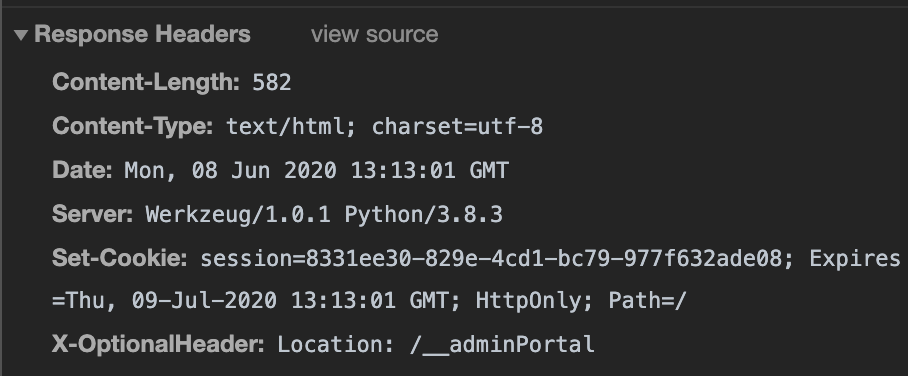 Response Headers view source
Content-Length: 582
Content-Type: text/html; charset=utf-8
Date: Mon, 08 Jun 2020 13:13:01 GMT
Server: Werkzeug/1.0.1 Python/3.8.3
Set-Cookie: session=8331ee30-829e-4cd1-bc79-977f632ade08; Expires
=Thu, 09-Jul-2020 13:13:01 GMT; HttpOnly; Path=/
X-OptionalHeader: Location: /__adminPortal